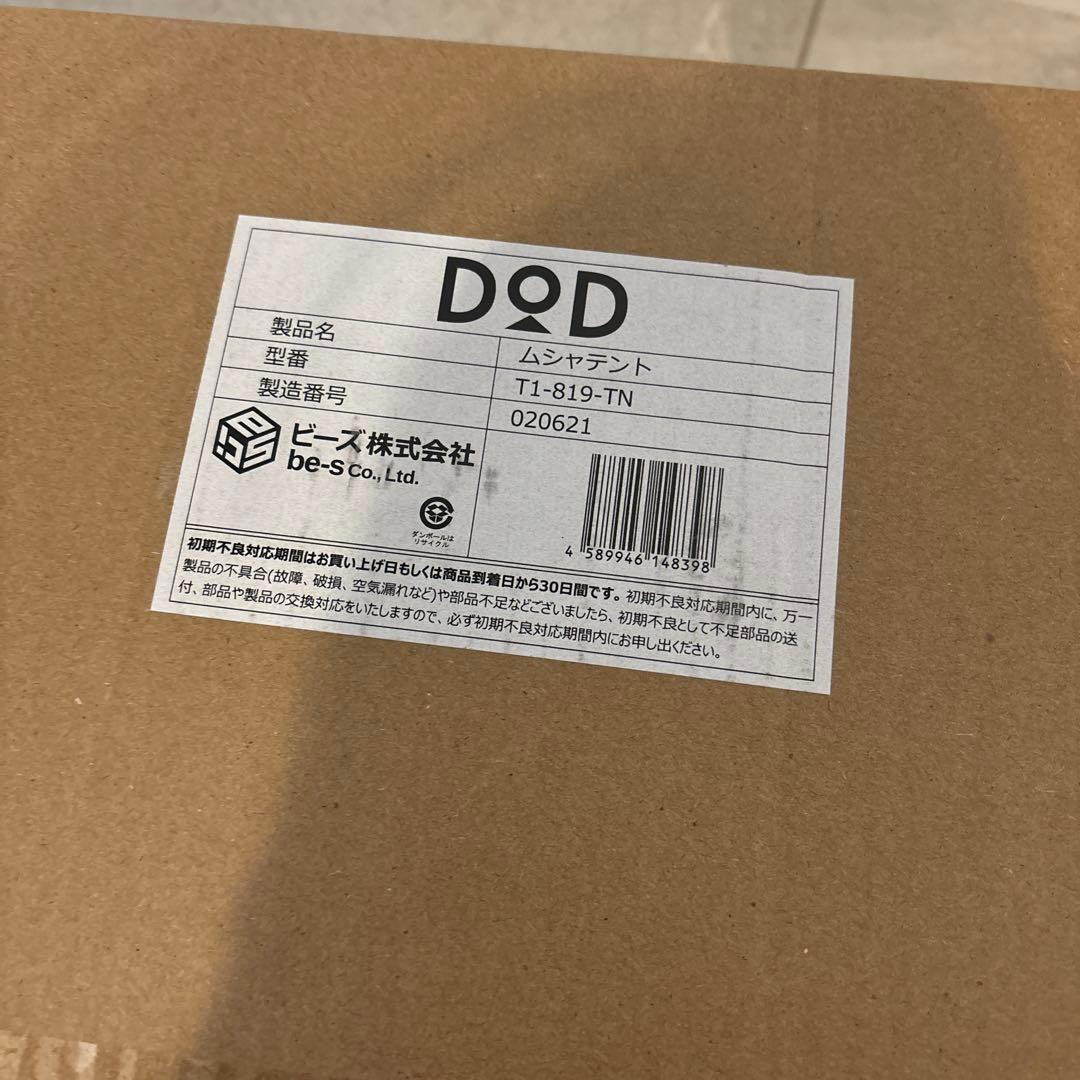 DOD
製品名 ムシャテント
型番 T1-819-TN
製造番号 020621
ビーズ株式会社
be-s Co., Ltd.
ダンボールは
リサイクル
4 589946 148398
初期不良対応期間はお買い上げ日もしくは商品到着日から30日間です。初期不良対応期間内に、万一
製品の不具合(故障、破損、空気漏れなど)や部品不足などございましたら、初期不良として不足部品の送
付、部品や製品の交換対応をいたしますので、必ず初期不良対応期間内にお申し出ください。